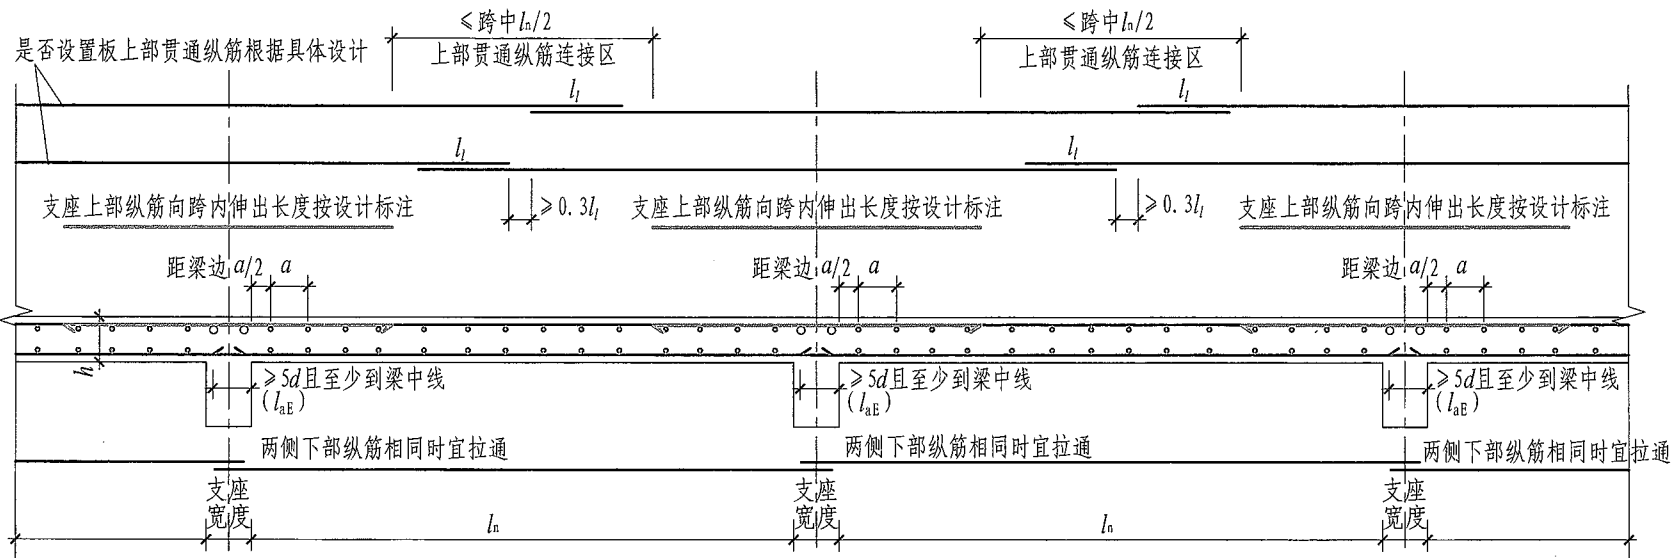 ≤跨中ln/2
≤跨中ln/2
是否设置板上部贯通纵筋根据具体设计
上部贯通纵筋连接区
上部贯通纵筋连接区
ll
ll
ll
ll
支座上部纵筋向跨内伸出长度按设计标注
≥0.3ll
支座上部纵筋向跨内伸出长度按设计标注
≥0.3ll
支座上部纵筋向跨内伸出长度按设计标注
距梁边 a/2 a
距梁边 a/2 a
距梁边 a/2 a
h
≥5d且至少到梁中线
(laE)
≥5d且至少到梁中线
(laE)
≥5d且至少到梁中线
(laE)
两侧下部纵筋相同时宜拉通
两侧下部纵筋相同时宜拉通
两侧下部纵筋相同时宜拉通
支座
宽度
支座
宽度
支座
宽度
ln
ln